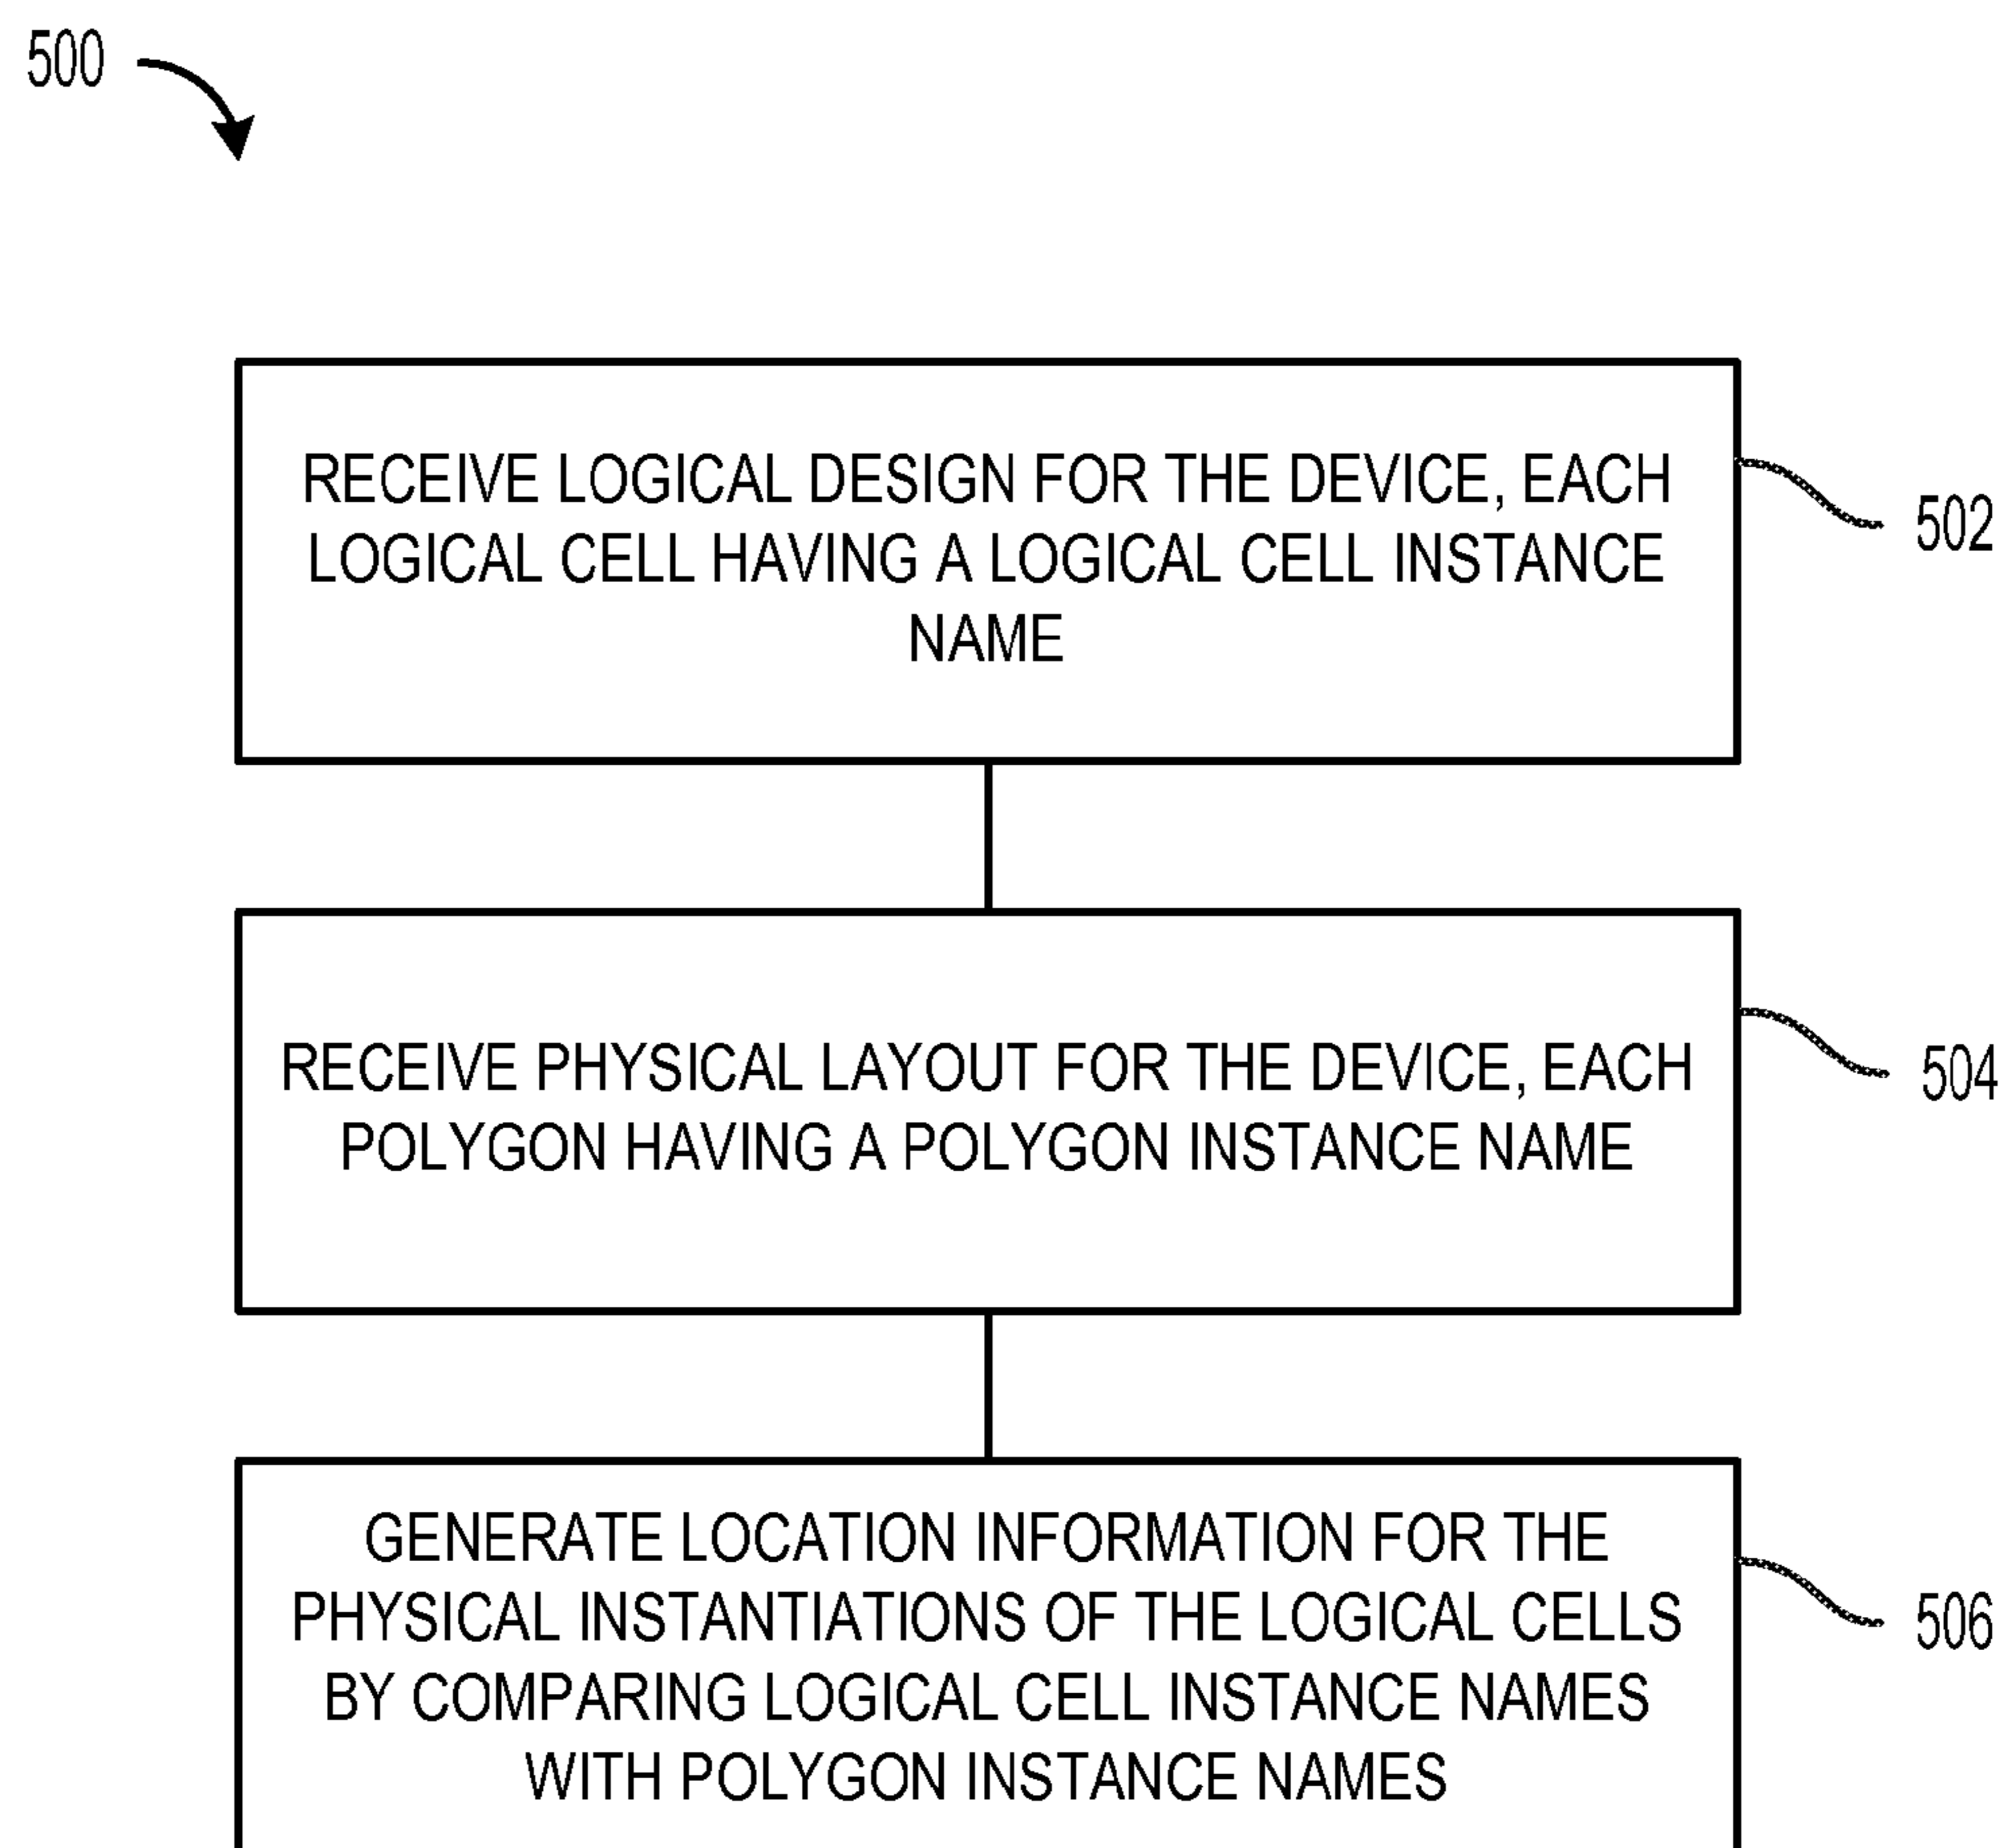 500
RECEIVE LOGICAL DESIGN FOR THE DEVICE, EACH
LOGICAL CELL HAVING A LOGICAL CELL INSTANCE
NAME
502
RECEIVE PHYSICAL LAYOUT FOR THE DEVICE, EACH
POLYGON HAVING A POLYGON INSTANCE NAME
504
GENERATE LOCATION INFORMATION FOR THE
PHYSICAL INSTANTIATIONS OF THE LOGICAL CELLS
BY COMPARING LOGICAL CELL INSTANCE NAMES
WITH POLYGON INSTANCE NAMES
506